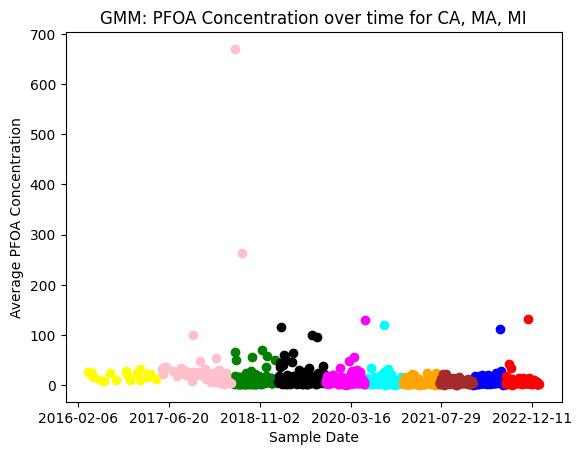 GMM: PFOA Concentration over time for CA, MA, MI
700
600
500
400
300
200
100
0
Average PFOA Concentration
2016-02-06 2017-06-20 2018-11-02 2020-03-16 2021-07-29 2022-12-11
Sample Date